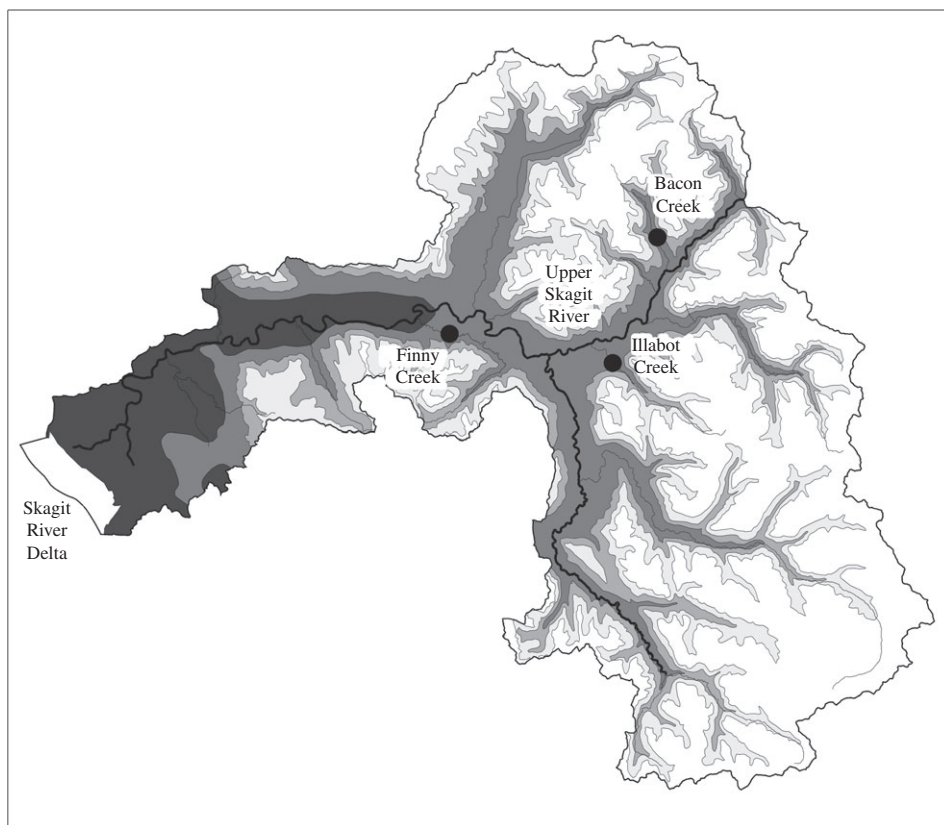 Bacon
Creek
Upper
Skagit
River
Finny
Creek
Illabot
Creek
Skagit
River
Delta